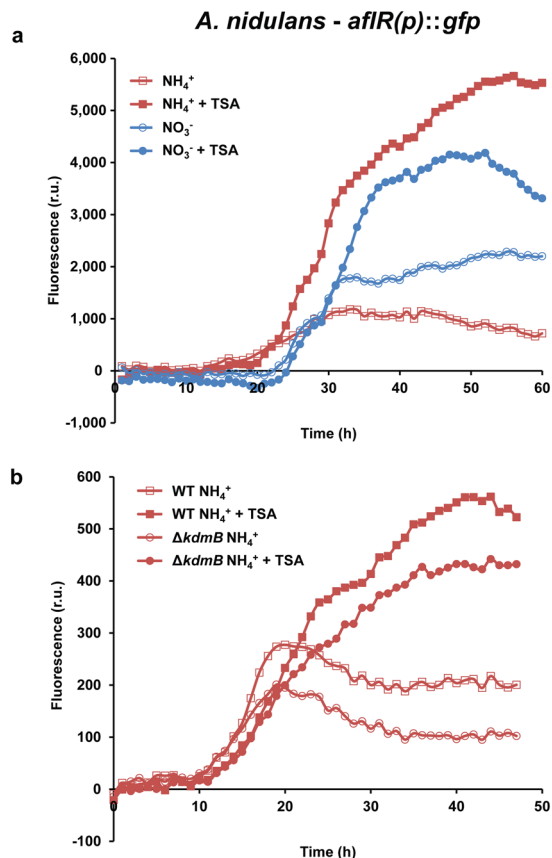 A. nidulans - aflR(p)::gfp
a
6,000
5,000
4,000
3,000
2,000
1,000
0
-1,000
Fluorescence (r.u.)
NH₄⁺
NH₄⁺ + TSA
NO₃⁻
NO₃⁻ + TSA
0 10 20 30 40 50 60
Time (h)
b
600
500
400
300
200
100
0
-100
Fluorescence (r.u.)
WT NH₄⁺
WT NH₄⁺ + TSA
ΔkdmB NH₄⁺
ΔkdmB NH₄⁺ + TSA
0 10 20 30 40 50
Time (h)